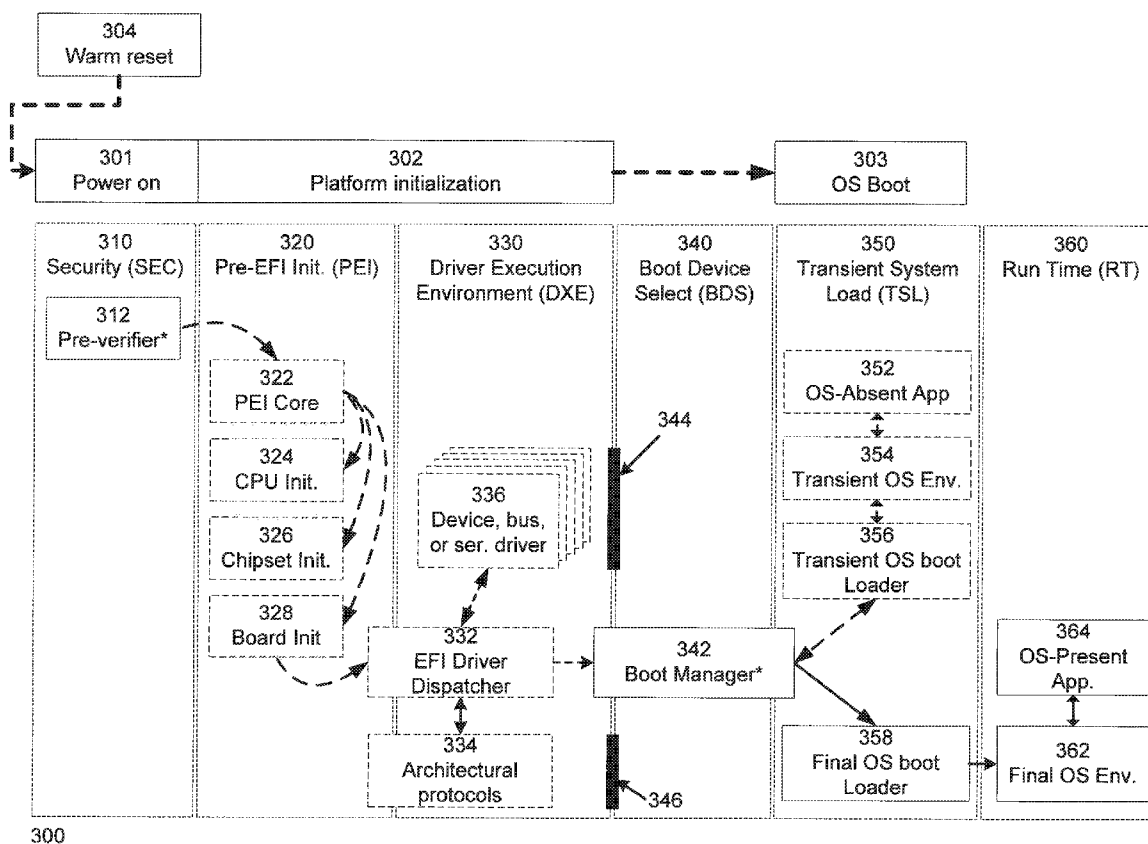 304
Warm reset
301
Power on
302
Platform initialization
303
OS Boot
310
Security (SEC)
320
Pre-EFI Init. (PEI)
330
Driver Execution
Environment (DXE)
340
Boot Device
Select (BDS)
350
Transient System
Load (TSL)
360
Run Time (RT)
312
Pre-verifier*
322
PEI Core
324
CPU Init.
326
Chipset Init.
328
Board Init
336
Device, bus,
or ser. driver
332
EFI Driver
Dispatcher
334
Architectural
protocols
344
342
Boot Manager*
346
352
OS-Absent App
354
Transient OS Env.
356
Transient OS boot
Loader
358
Final OS boot
Loader
364
OS-Present
App.
362
Final OS Env.
300